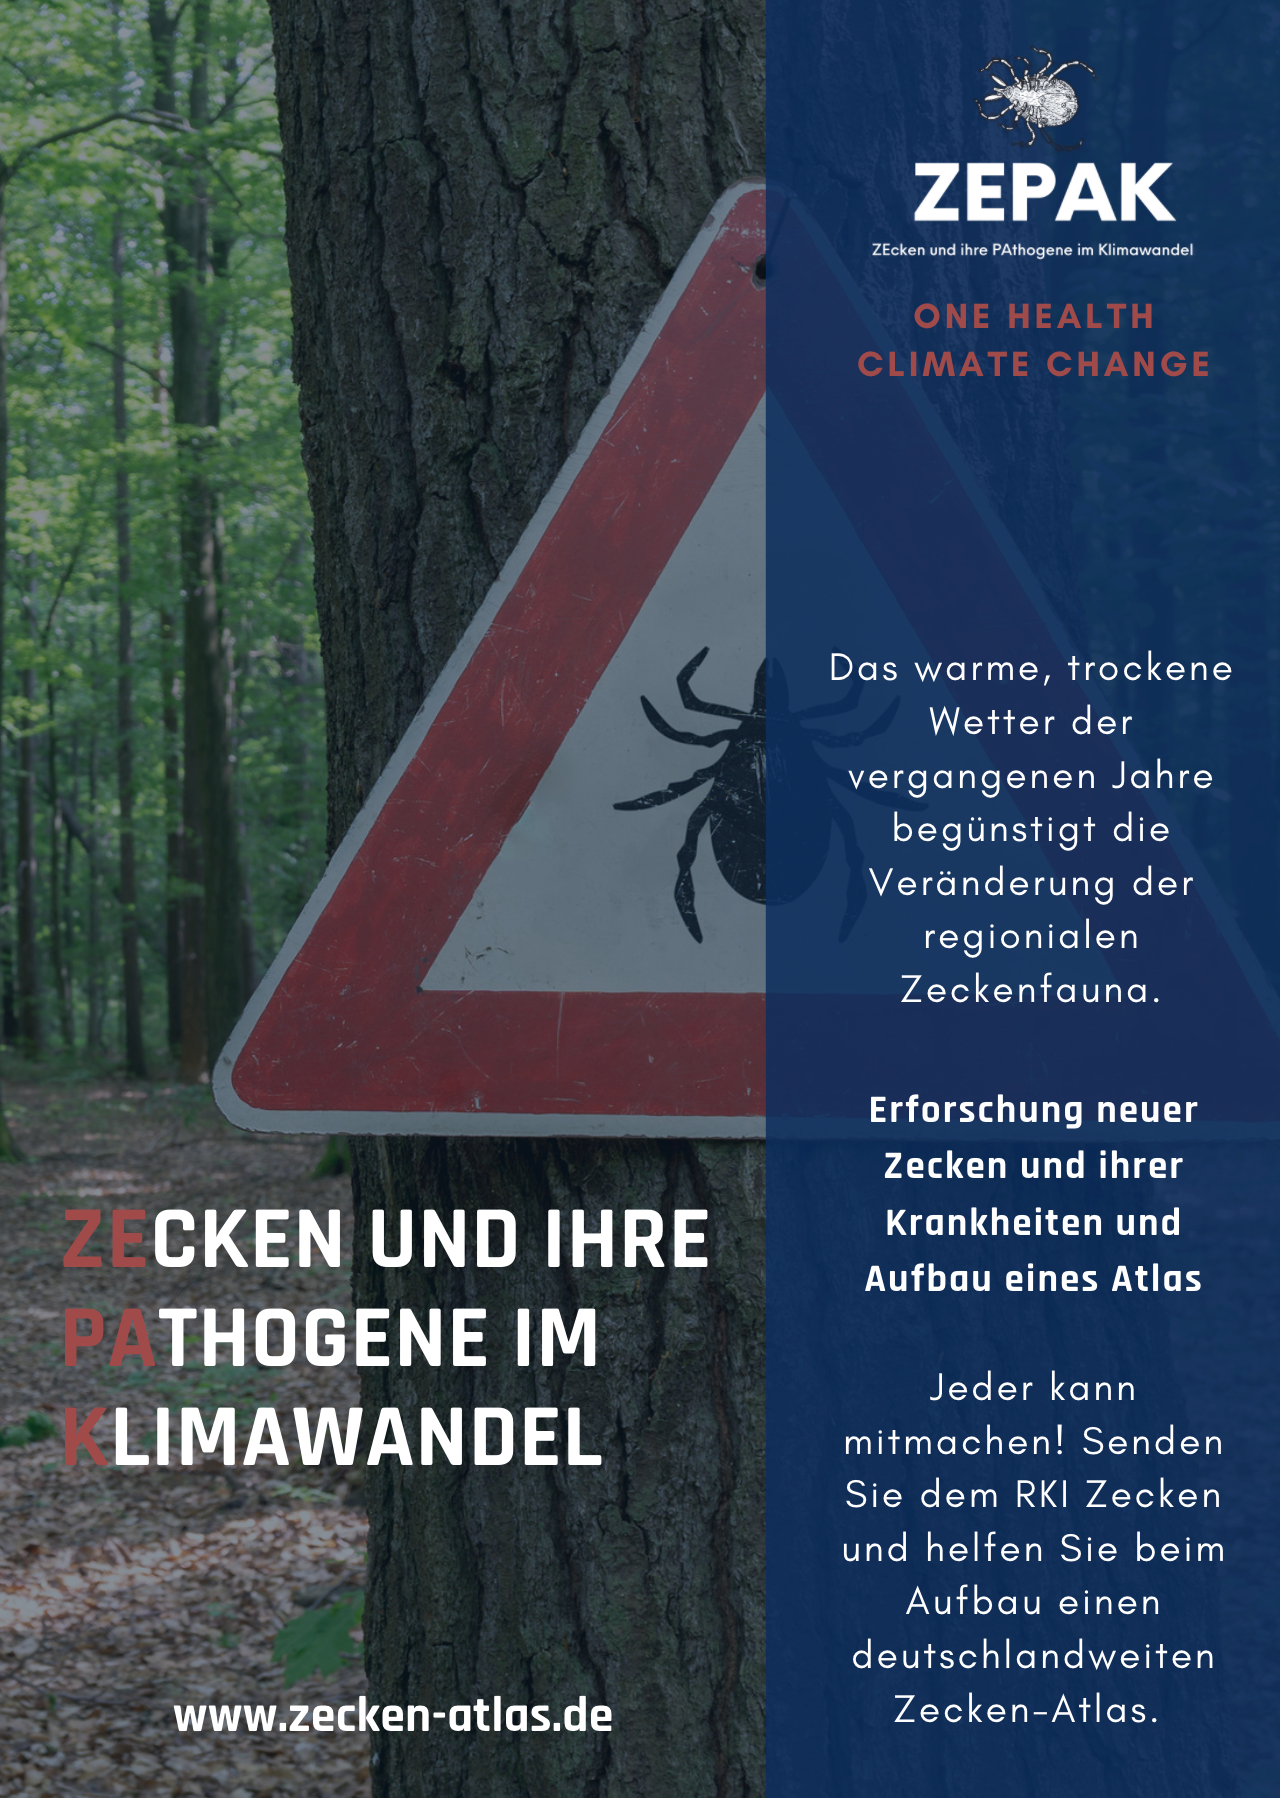 ZEPAK
ZEcken und ihre PAthogene im Klimawandel
ONE HEALTH
CLIMATE CHANGE
Das warme, trockene
Wetter der
vergangenen Jahre
begünstigt die
Veränderung der
regionialen
Zeckenfauna.
Erforschung neuer
Zecken und ihrer
Krankheiten und
Aufbau eines Atlas
Jeder kann
mitmachen! Senden
Sie dem RKI Zecken
und helfen Sie beim
Aufbau einen
deutschlandweiten
Zecken-Atlas.
ZECKEN UND IHRE
PATHOGENE IM
KLIMAWANDEL
www.zecken-atlas.de